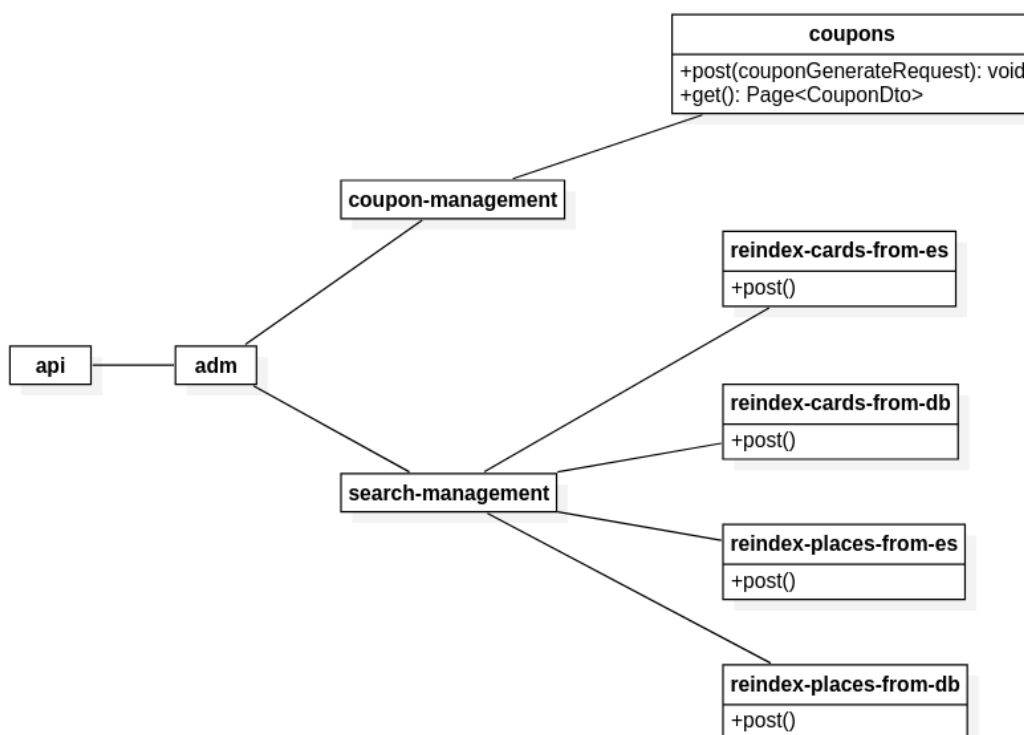 coupons
+post(couponGenerateRequest): void
+get(): Page<CouponDto>
coupon-management
reindex-cards-from-es
+post()
api
adm
reindex-cards-from-db
+post()
search-management
reindex-places-from-es
+post()
reindex-places-from-db
+post()